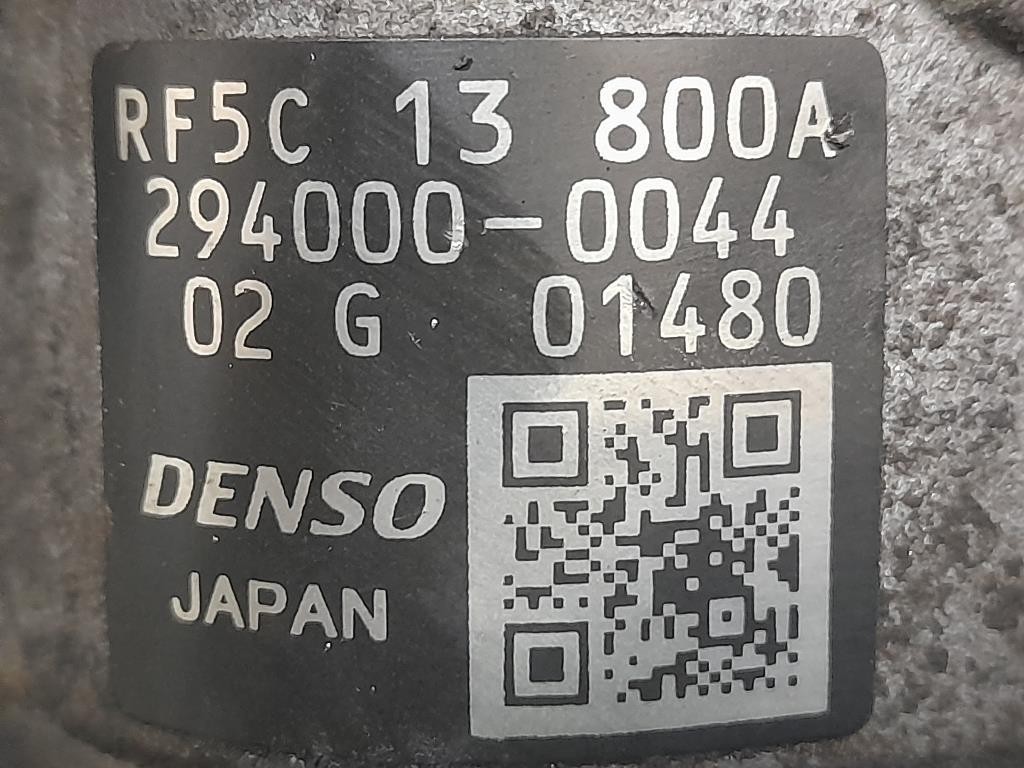 RF5C 13 800A
294000-0044
02 G 01480
DENSO
JAPAN